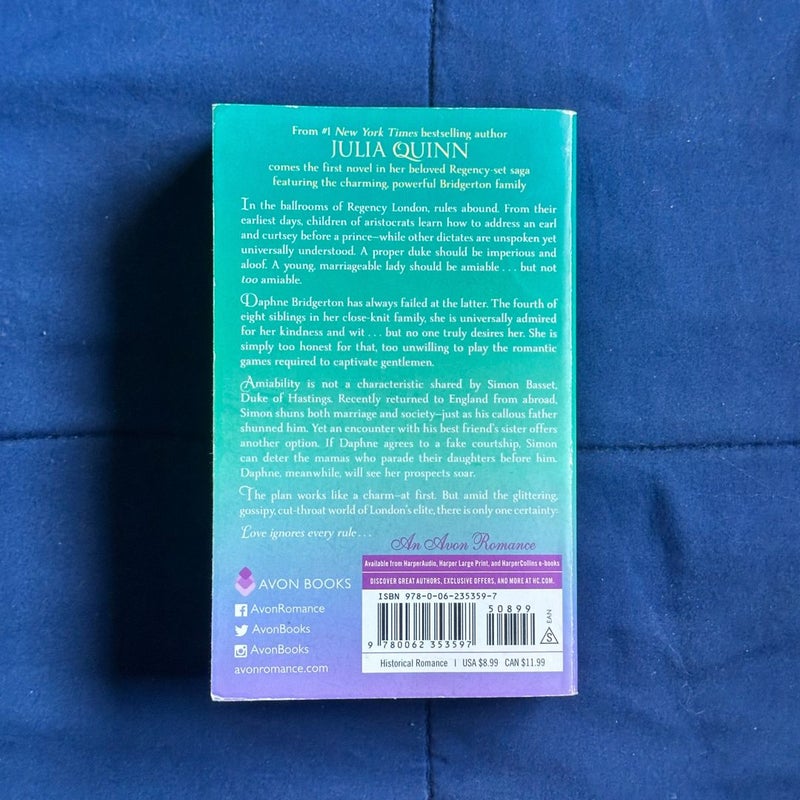 From #1 New York Times bestselling author
JULIA QUINN
comes the first novel in her beloved Regency-set saga
featuring the charming, powerful Bridgerton family
In the ballrooms of Regency London, rules abound. From their
earliest days, children of aristocrats learn how to address an earl
and curtsey before a prince—while other dictates are unspoken yet
universally understood. A proper duke should be imperious and
aloof. A young, marriageable lady should be amiable . . . but not
too amiable.
Daphne Bridgerton has always failed at the latter. The fourth of
eight siblings in her close-knit family, she is universally admired
for her kindness and wit . . . but no one truly desires her. She is
simply too honest for that, too unwilling to play the romantic
games required to captivate gentlemen.
Amiability is not a characteristic shared by Simon Basset,
Duke of Hastings. Recently returned to England from abroad,
Simon shuns both marriage and society—just as his callous father
shunned him. Yet an encounter with his best friend's sister offers
another option. If Daphne agrees to a fake courtship, Simon
can deter the mamas who parade their daughters before him.
Daphne, meanwhile, will see her prospects soar.
The plan works like a charm—at first. But amid the glittering,
gossipy, cut-throat world of London's elite, there is only one certainty:
Love ignores every rule . . .
An Avon Romance
Available from HarperAudio, Harper Large Print, and HarperCollins e-books
DISCOVER GREAT AUTHORS, EXCLUSIVE OFFERS, AND MORE AT HC.COM.
AVON BOOKS
AvonRomance
AvonBooks
AvonBooks
avonromance.com
ISBN 978-0-06-235359-7
50899
9 780062 353597
S EAN
Historical Romance | USA $8.99 CAN $11.99